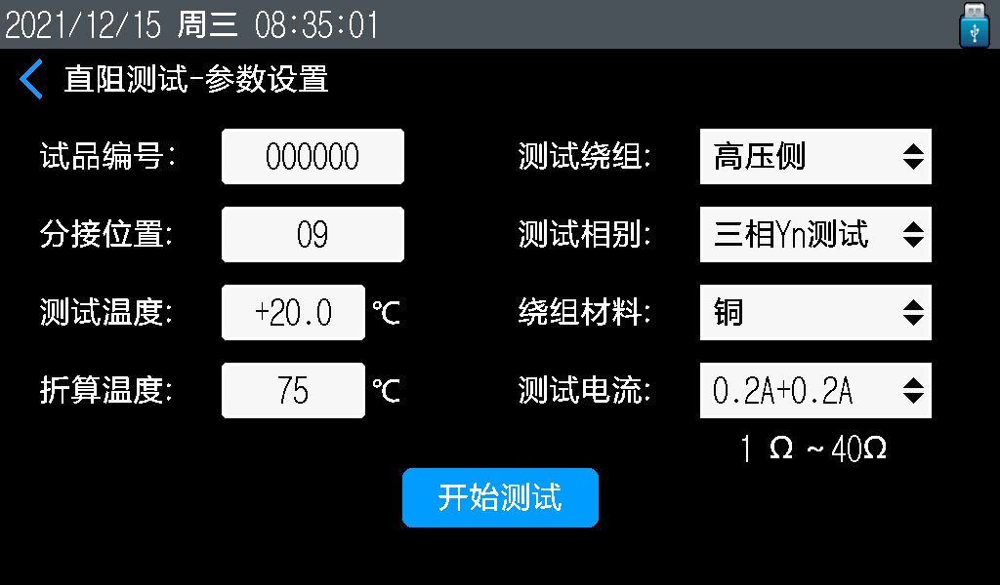 2021/12/15 周三 08:35:01
直阻测试-参数设置
试品编号: 000000 测试绕组: 高压侧
分接位置: 09 测试相别: 三相Yn测试
测试温度: +20.0 ℃ 绕组材料: 铜
折算温度: 75 ℃ 测试电流: 0.2A+0.2A
1 Ω ~40Ω
开始测试